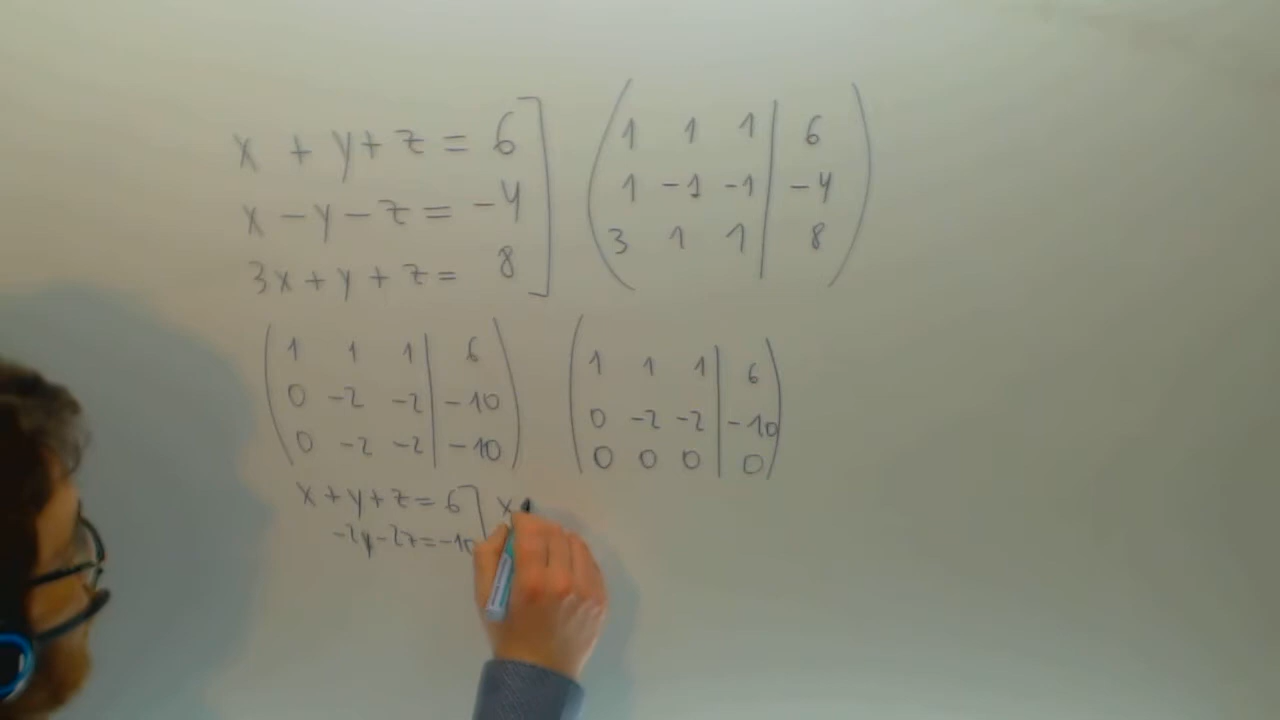 x + y + z = 6
x - y - z = -4
3x + y + z = 8
1 1 1 | 6
1 -1 -1 | -4
3 1 1 | 8
1 1 1 | 6
0 -2 -2 | -10
0 -2 -2 | -10
1 1 1 | 6
0 -2 -2 | -10
0 0 0 | 0
x + y + z = 6
-2y - 2z = -10
x